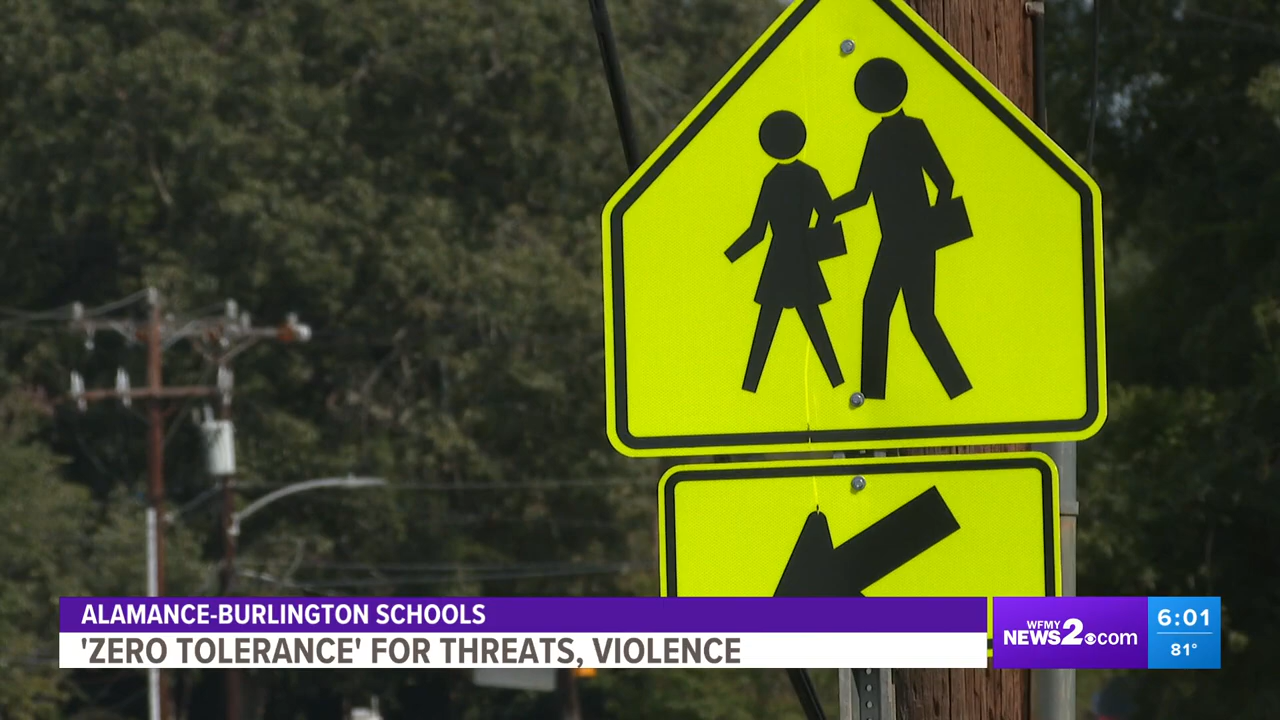 ALAMANCE-BURLINGTON SCHOOLS
'ZERO TOLERANCE' FOR THREATS, VIOLENCE
WFMY
NEWS2 com
6:01
81°